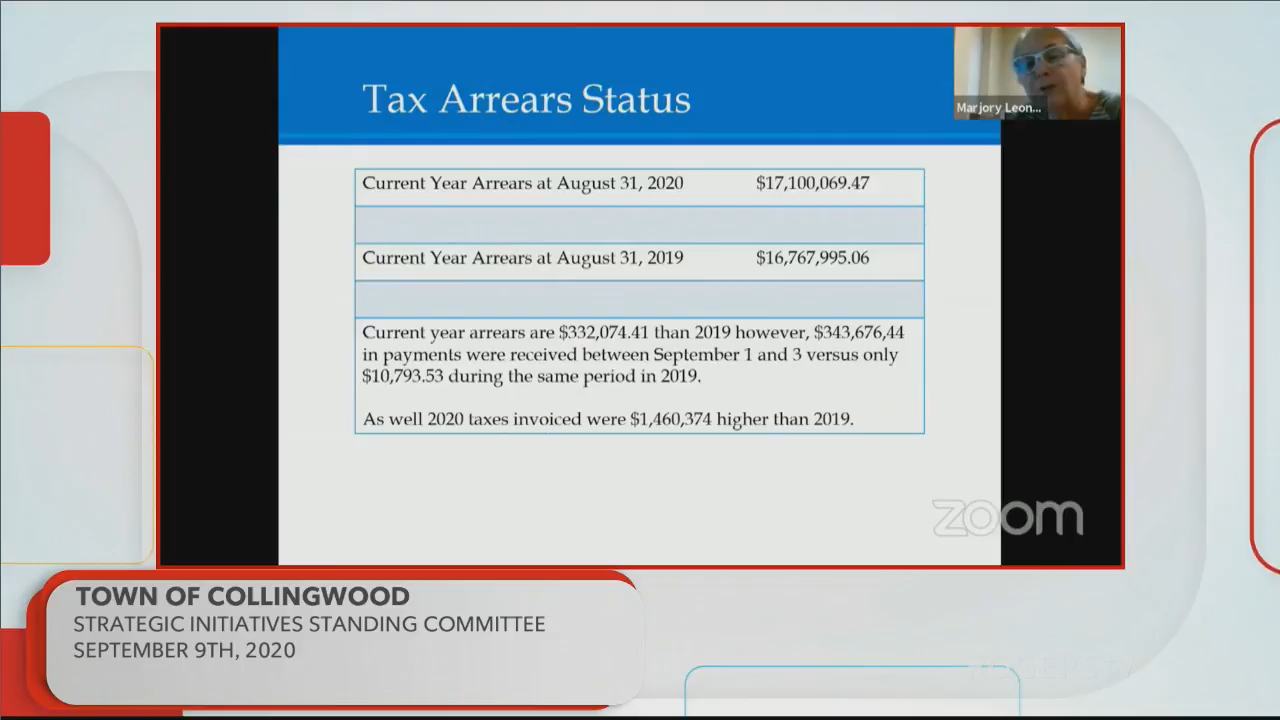 Tax Arrears Status
Marjory Leon...
Current Year Arrears at August 31, 2020 $17,100,069.47
Current Year Arrears at August 31, 2019 $16,767,995.06
Current year arrears are $332,074.41 than 2019 however, $343,676,44
in payments were received between September 1 and 3 versus only
$10,793.53 during the same period in 2019.
As well 2020 taxes invoiced were $1,460,374 higher than 2019.
zoom
TOWN OF COLLINGWOOD
STRATEGIC INITIATIVES STANDING COMMITTEE
SEPTEMBER 9TH, 2020